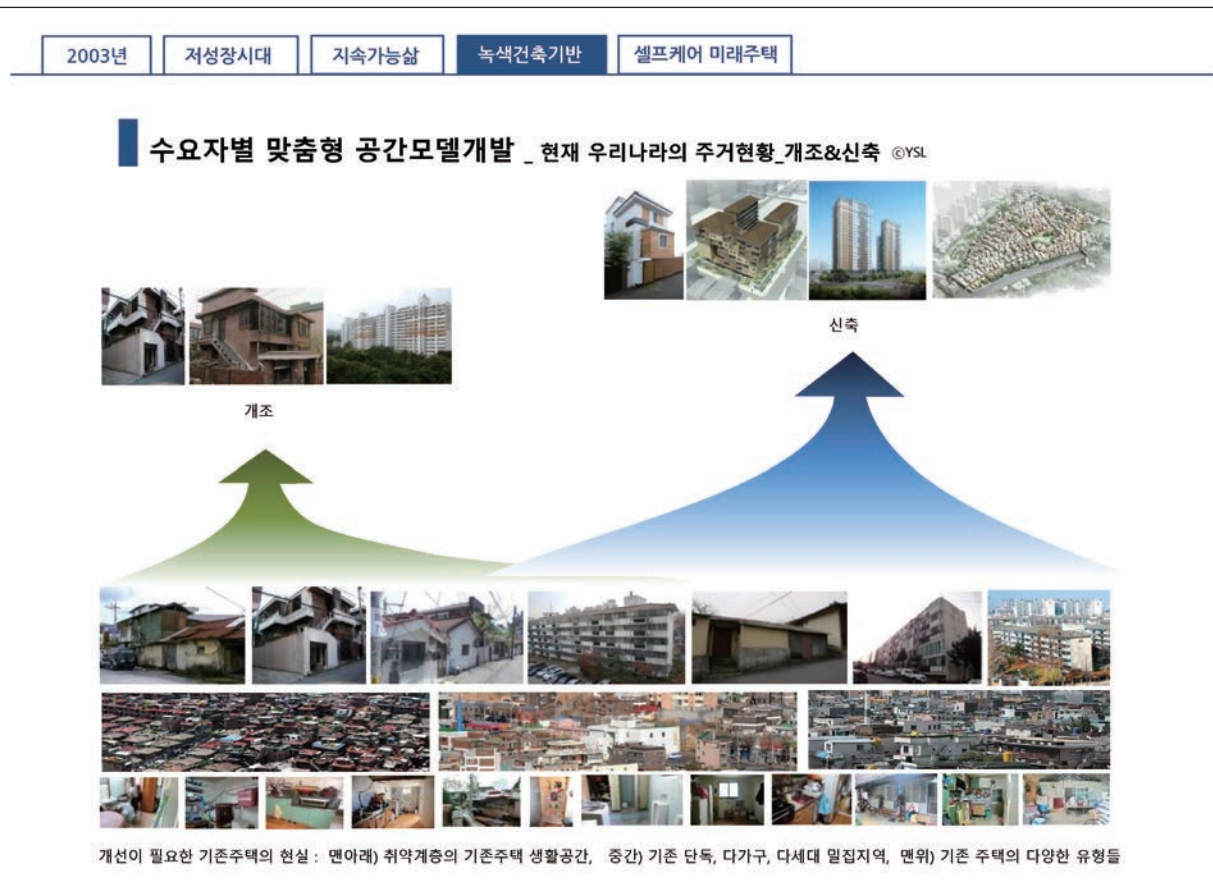 2003년 저성장시대 지속가능삶 녹색건축기반 셀프케어 미래주택
수요자별 맞춤형 공간모델개발 _ 현재 우리나라의 주거현황_개조&신축 ©YSL
신축
개조
개선이 필요한 기존주택의 현실 : 맨아래) 취약계층의 기존주택 생활공간, 중간) 기존 단독, 다가구, 다세대 밀집지역, 맨위) 기존 주택의 다양한 유형들